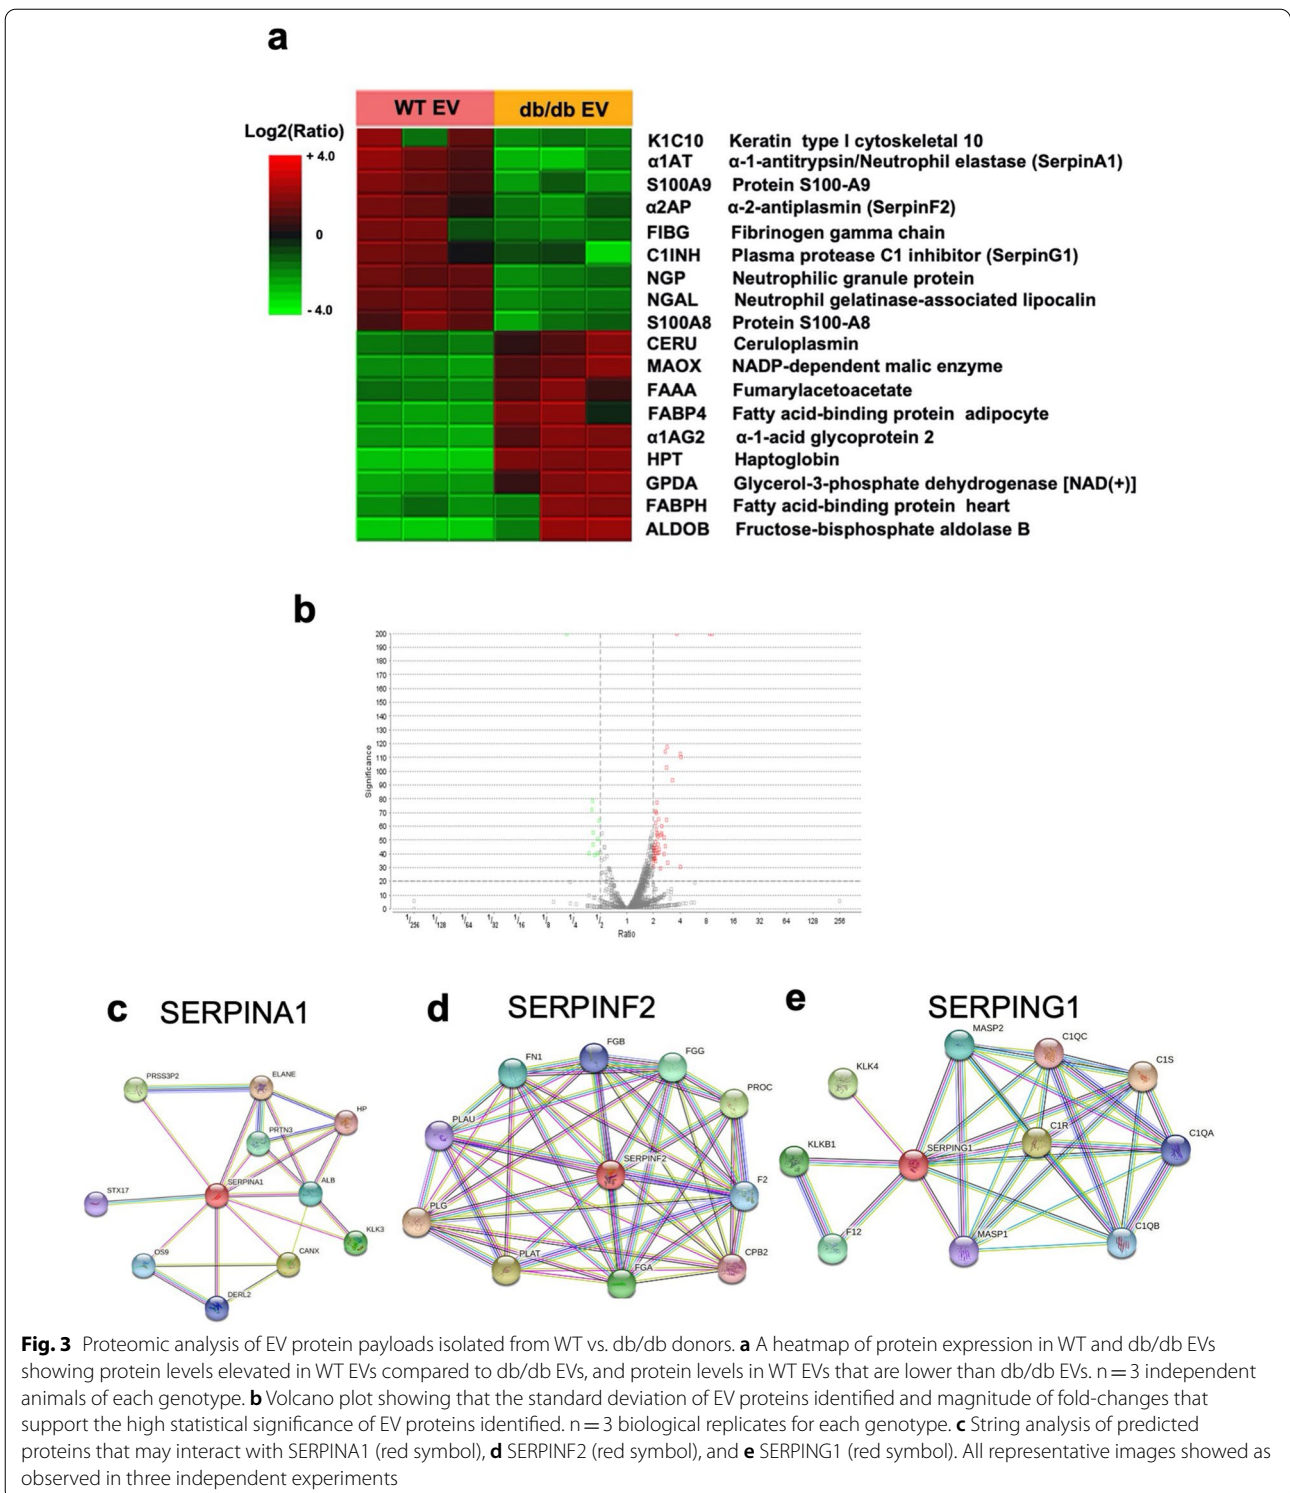 a
WT EV db/db EV
Log2(Ratio)
+ 4.0
0
- 4.0
K1C10 Keratin type I cytoskeletal 10
α1AT α-1-antitrypsin/Neutrophil elastase (SerpinA1)
S100A9 Protein S100-A9
α2AP α-2-antiplasmin (SerpinF2)
FIBG Fibrinogen gamma chain
C1INH Plasma protease C1 inhibitor (SerpinG1)
NGP Neutrophilic granule protein
NGAL Neutrophil gelatinase-associated lipocalin
S100A8 Protein S100-A8
CERU Ceruloplasmin
MAOX NADP-dependent malic enzyme
FAAA Fumarylacetoacetate
FABP4 Fatty acid-binding protein adipocyte
α1AG2 α-1-acid glycoprotein 2
HPT Haptoglobin
GPDA Glycerol-3-phosphate dehydrogenase [NAD(+)]
FABPH Fatty acid-binding protein heart
ALDOB Fructose-bisphosphate aldolase B
b
200
190
180
170
160
150
140
130
120
110
100
90
80
70
60
50
40
30
20
10
0
Significance
1/256 1/128 1/64 1/32 1/16 1/8 1/4 1/2 1 2 4 8 16 32 64 128 256
Ratio
c SERPINA1
PRSS3P2
ELANE
HP
PRTN3
SERPINA1
ALB
STX17
KLK3
OS9
CANX
DERL2
d SERPINF2
FGB
FN1
FGG
PROC
PLAU
SERPINF2
F2
PLG
PLAT
FGA
CPB2
e SERPING1
MASP2
C1QC
C1S
KLK4
C1R
C1QA
KLKB1
SERPING1
F12
MASP1
C1QB
Fig. 3 Proteomic analysis of EV protein payloads isolated from WT vs. db/db donors. a A heatmap of protein expression in WT and db/db EVs
showing protein levels elevated in WT EVs compared to db/db EVs, and protein levels in WT EVs that are lower than db/db EVs. n = 3 independent
animals of each genotype. b Volcano plot showing that the standard deviation of EV proteins identified and magnitude of fold-changes that
support the high statistical significance of EV proteins identified. n = 3 biological replicates for each genotype. c String analysis of predicted
proteins that may interact with SERPINA1 (red symbol), d SERPINF2 (red symbol), and e SERPING1 (red symbol). All representative images showed as
observed in three independent experiments